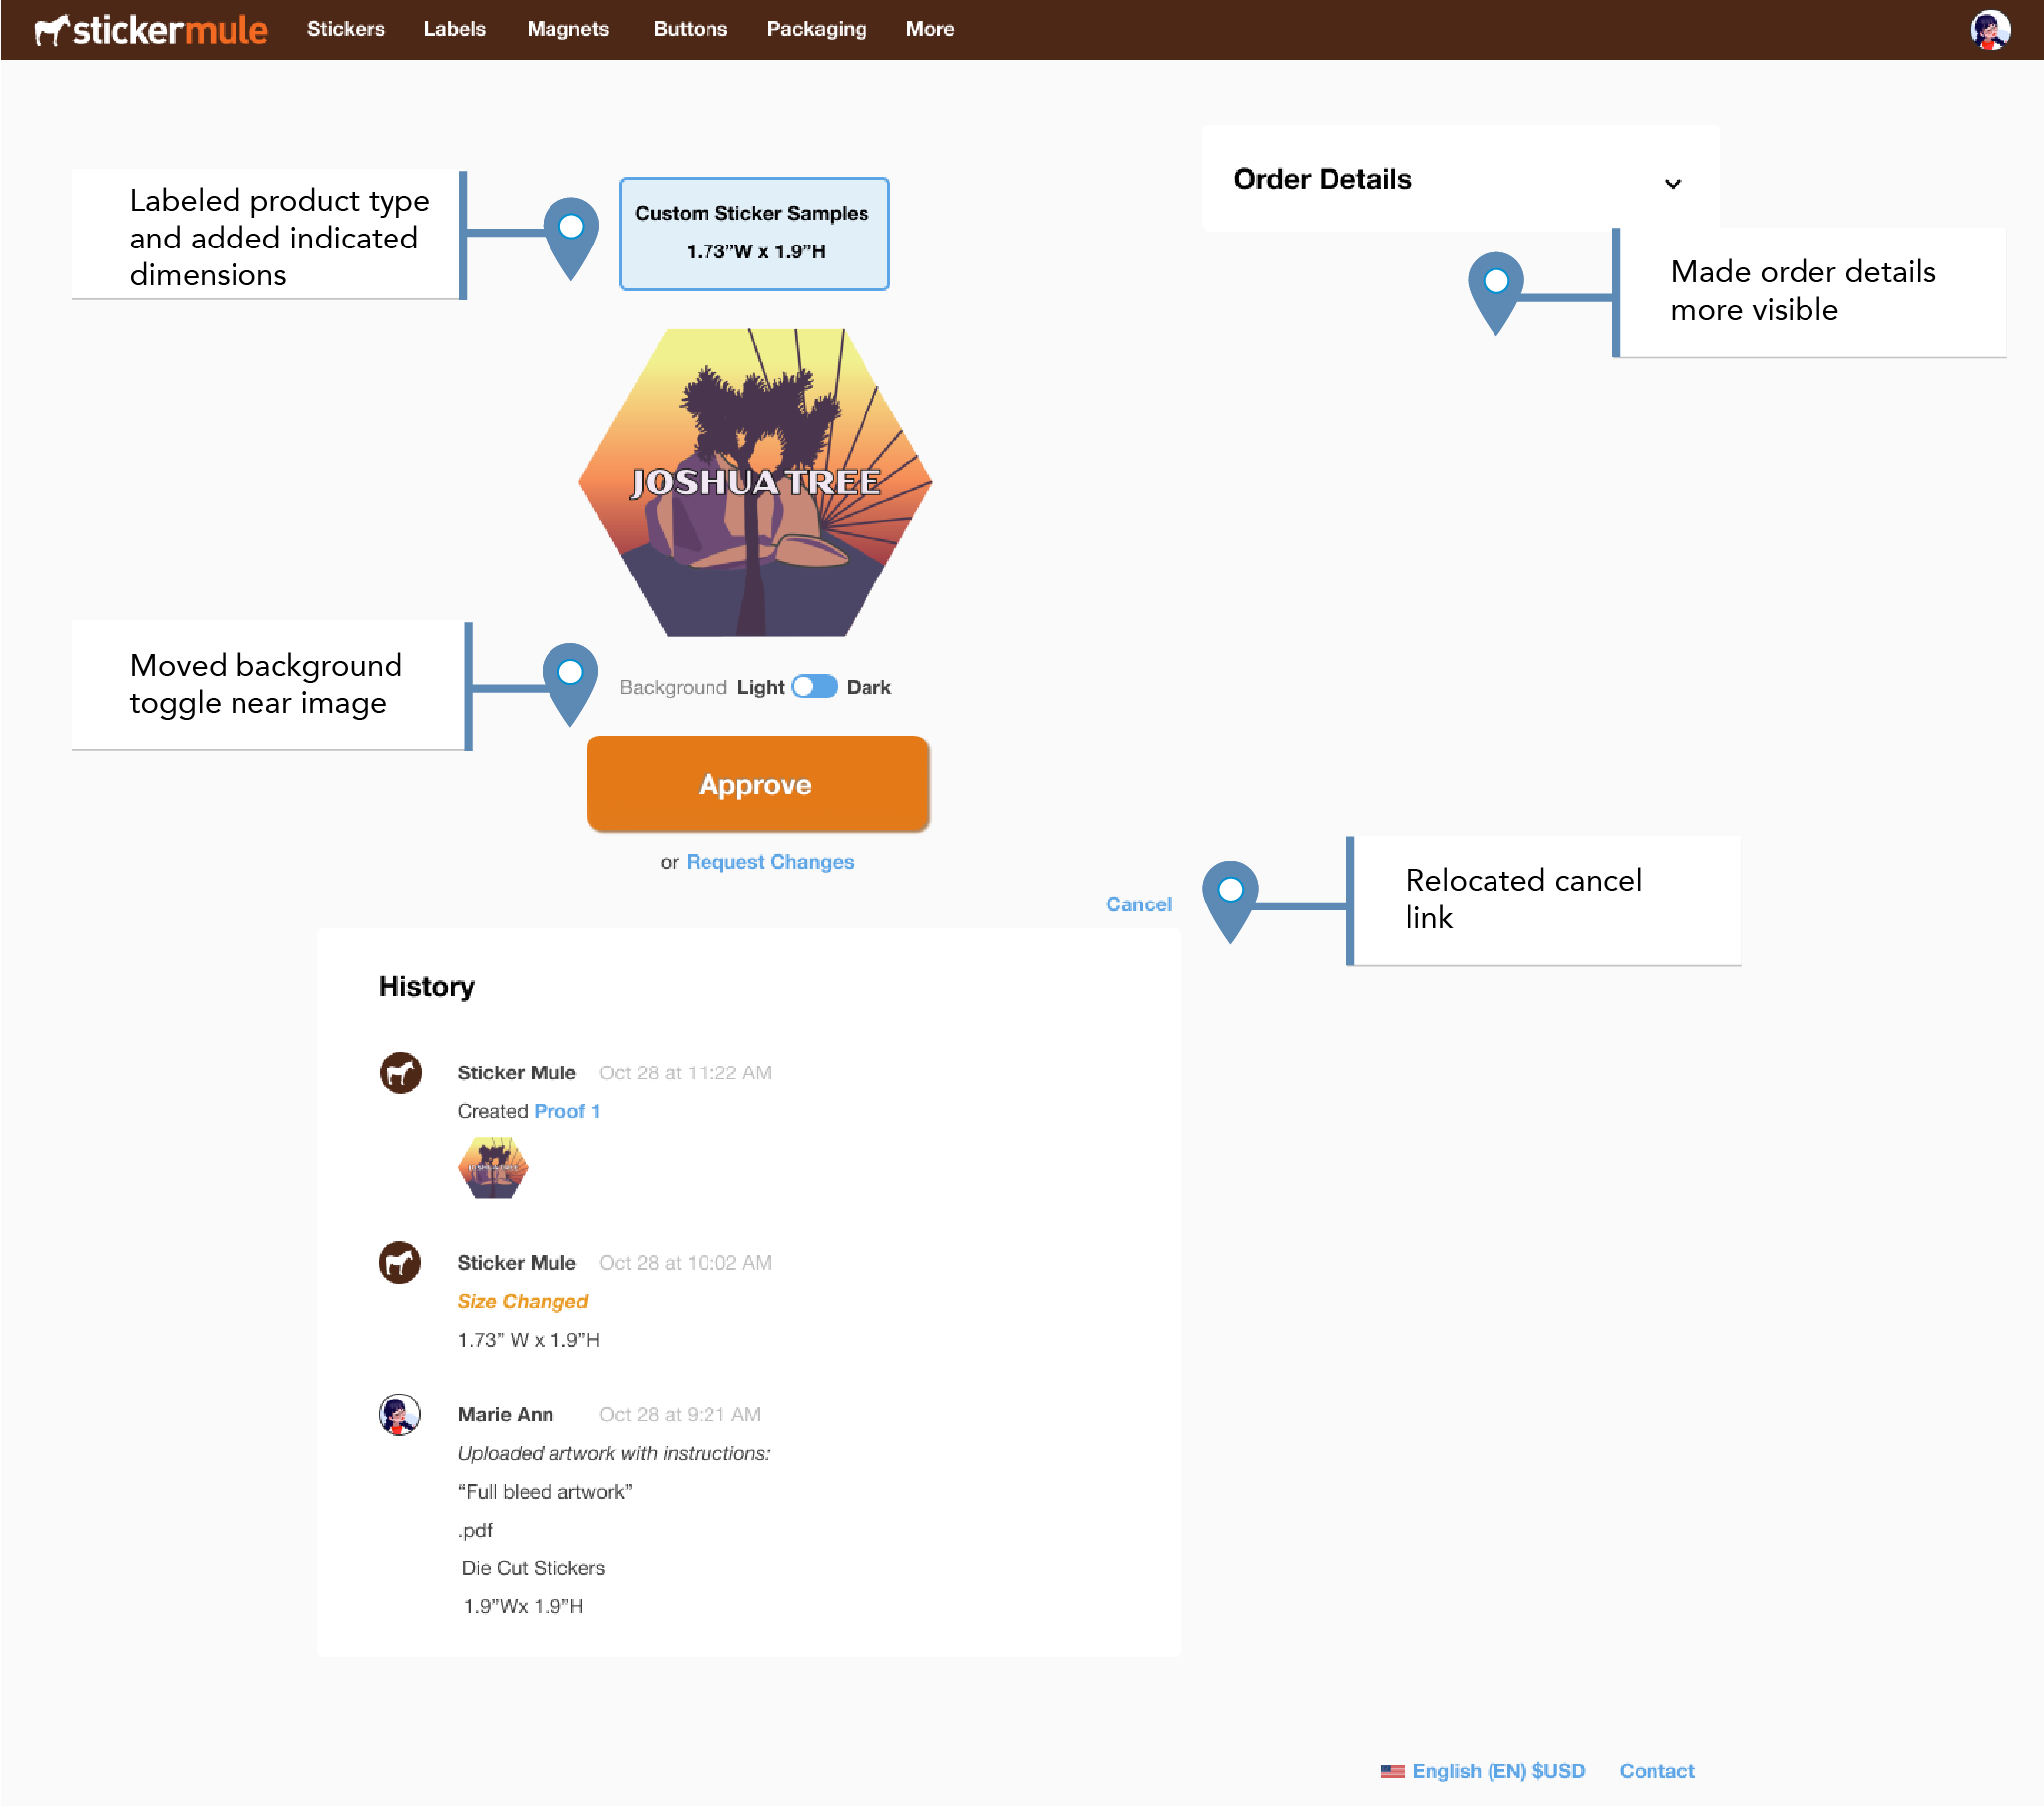 stickermule
Stickers
Labels
Magnets
Buttons
Packaging
More
Labeled product type
and added indicated
dimensions
Custom Sticker Samples
1.73”W x 1.9”H
Order Details
Made order details
more visible
JOSHUA TREE
Moved background
toggle near image
Background Light Dark
Approve
or Request Changes
Cancel
Relocated cancel
link
History
Sticker Mule Oct 28 at 11:22 AM
Created Proof 1
JOSHUA TREE
Sticker Mule Oct 28 at 10:02 AM
Size Changed
1.73” W x 1.9”H
Marie Ann Oct 28 at 9:21 AM
Uploaded artwork with instructions:
“Full bleed artwork”
.pdf
Die Cut Stickers
1.9”Wx 1.9”H
English (EN) $USD
Contact